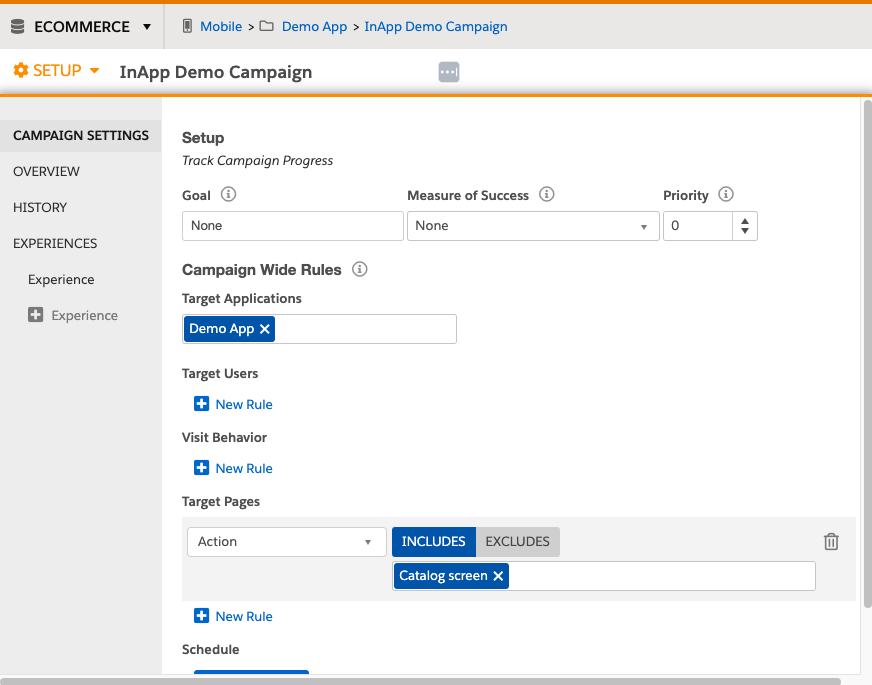 ECOMMERCE Mobile > Demo App > InApp Demo Campaign
SETUP InApp Demo Campaign
CAMPAIGN SETTINGS
OVERVIEW
HISTORY
EXPERIENCES
Experience
Experience
Setup
Track Campaign Progress
Goal Measure of Success Priority
None None 0
Campaign Wide Rules
Target Applications
Demo App
Target Users
New Rule
Visit Behavior
New Rule
Target Pages
Action INCLUDES EXCLUDES
Catalog screen
New Rule
Schedule